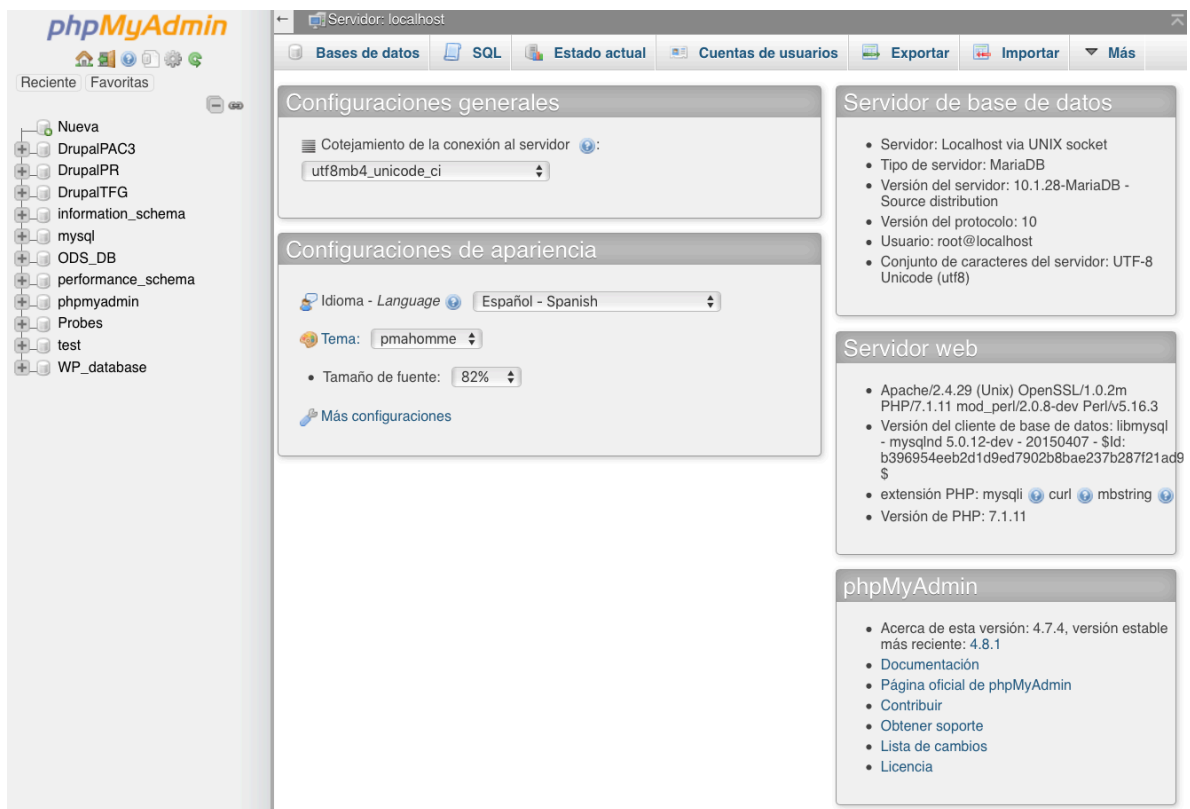 phpMyAdmin
Reciente Favoritas
Nueva
DrupalPAC3
DrupalPR
DrupalTFG
information_schema
mysql
ODS_DB
performance_schema
phpmyadmin
Probes
test
WP_database
Servidor: localhost
Bases de datos SQL Estado actual Cuentas de usuarios Exportar Importar Más
Configuraciones generales
Cotejamiento de la conexión al servidor :
utf8mb4_unicode_ci
Configuraciones de apariencia
Idioma - Language Español - Spanish
Tema: pmahomme
• Tamaño de fuente: 82%
Más configuraciones
Servidor de base de datos
• Servidor: Localhost via UNIX socket
• Tipo de servidor: MariaDB
• Versión del servidor: 10.1.28-MariaDB -
Source distribution
• Versión del protocolo: 10
• Usuario: root@localhost
• Conjunto de caracteres del servidor: UTF-8
Unicode (utf8)
Servidor web
• Apache/2.4.29 (Unix) OpenSSL/1.0.2m
PHP/7.1.11 mod_perl/2.0.8-dev Perl/v5.16.3
• Versión del cliente de base de datos: libmysql
- mysqlnd 5.0.12-dev - 20150407 - $Id:
b396954eeb2d1d9ed7902b8bae237b287f21ad9
$
• extensión PHP: mysqli curl mbstring
• Versión de PHP: 7.1.11
phpMyAdmin
• Acerca de esta versión: 4.7.4, versión estable
más reciente: 4.8.1
• Documentación
• Página oficial de phpMyAdmin
• Contribuir
• Obtener soporte
• Lista de cambios
• Licencia